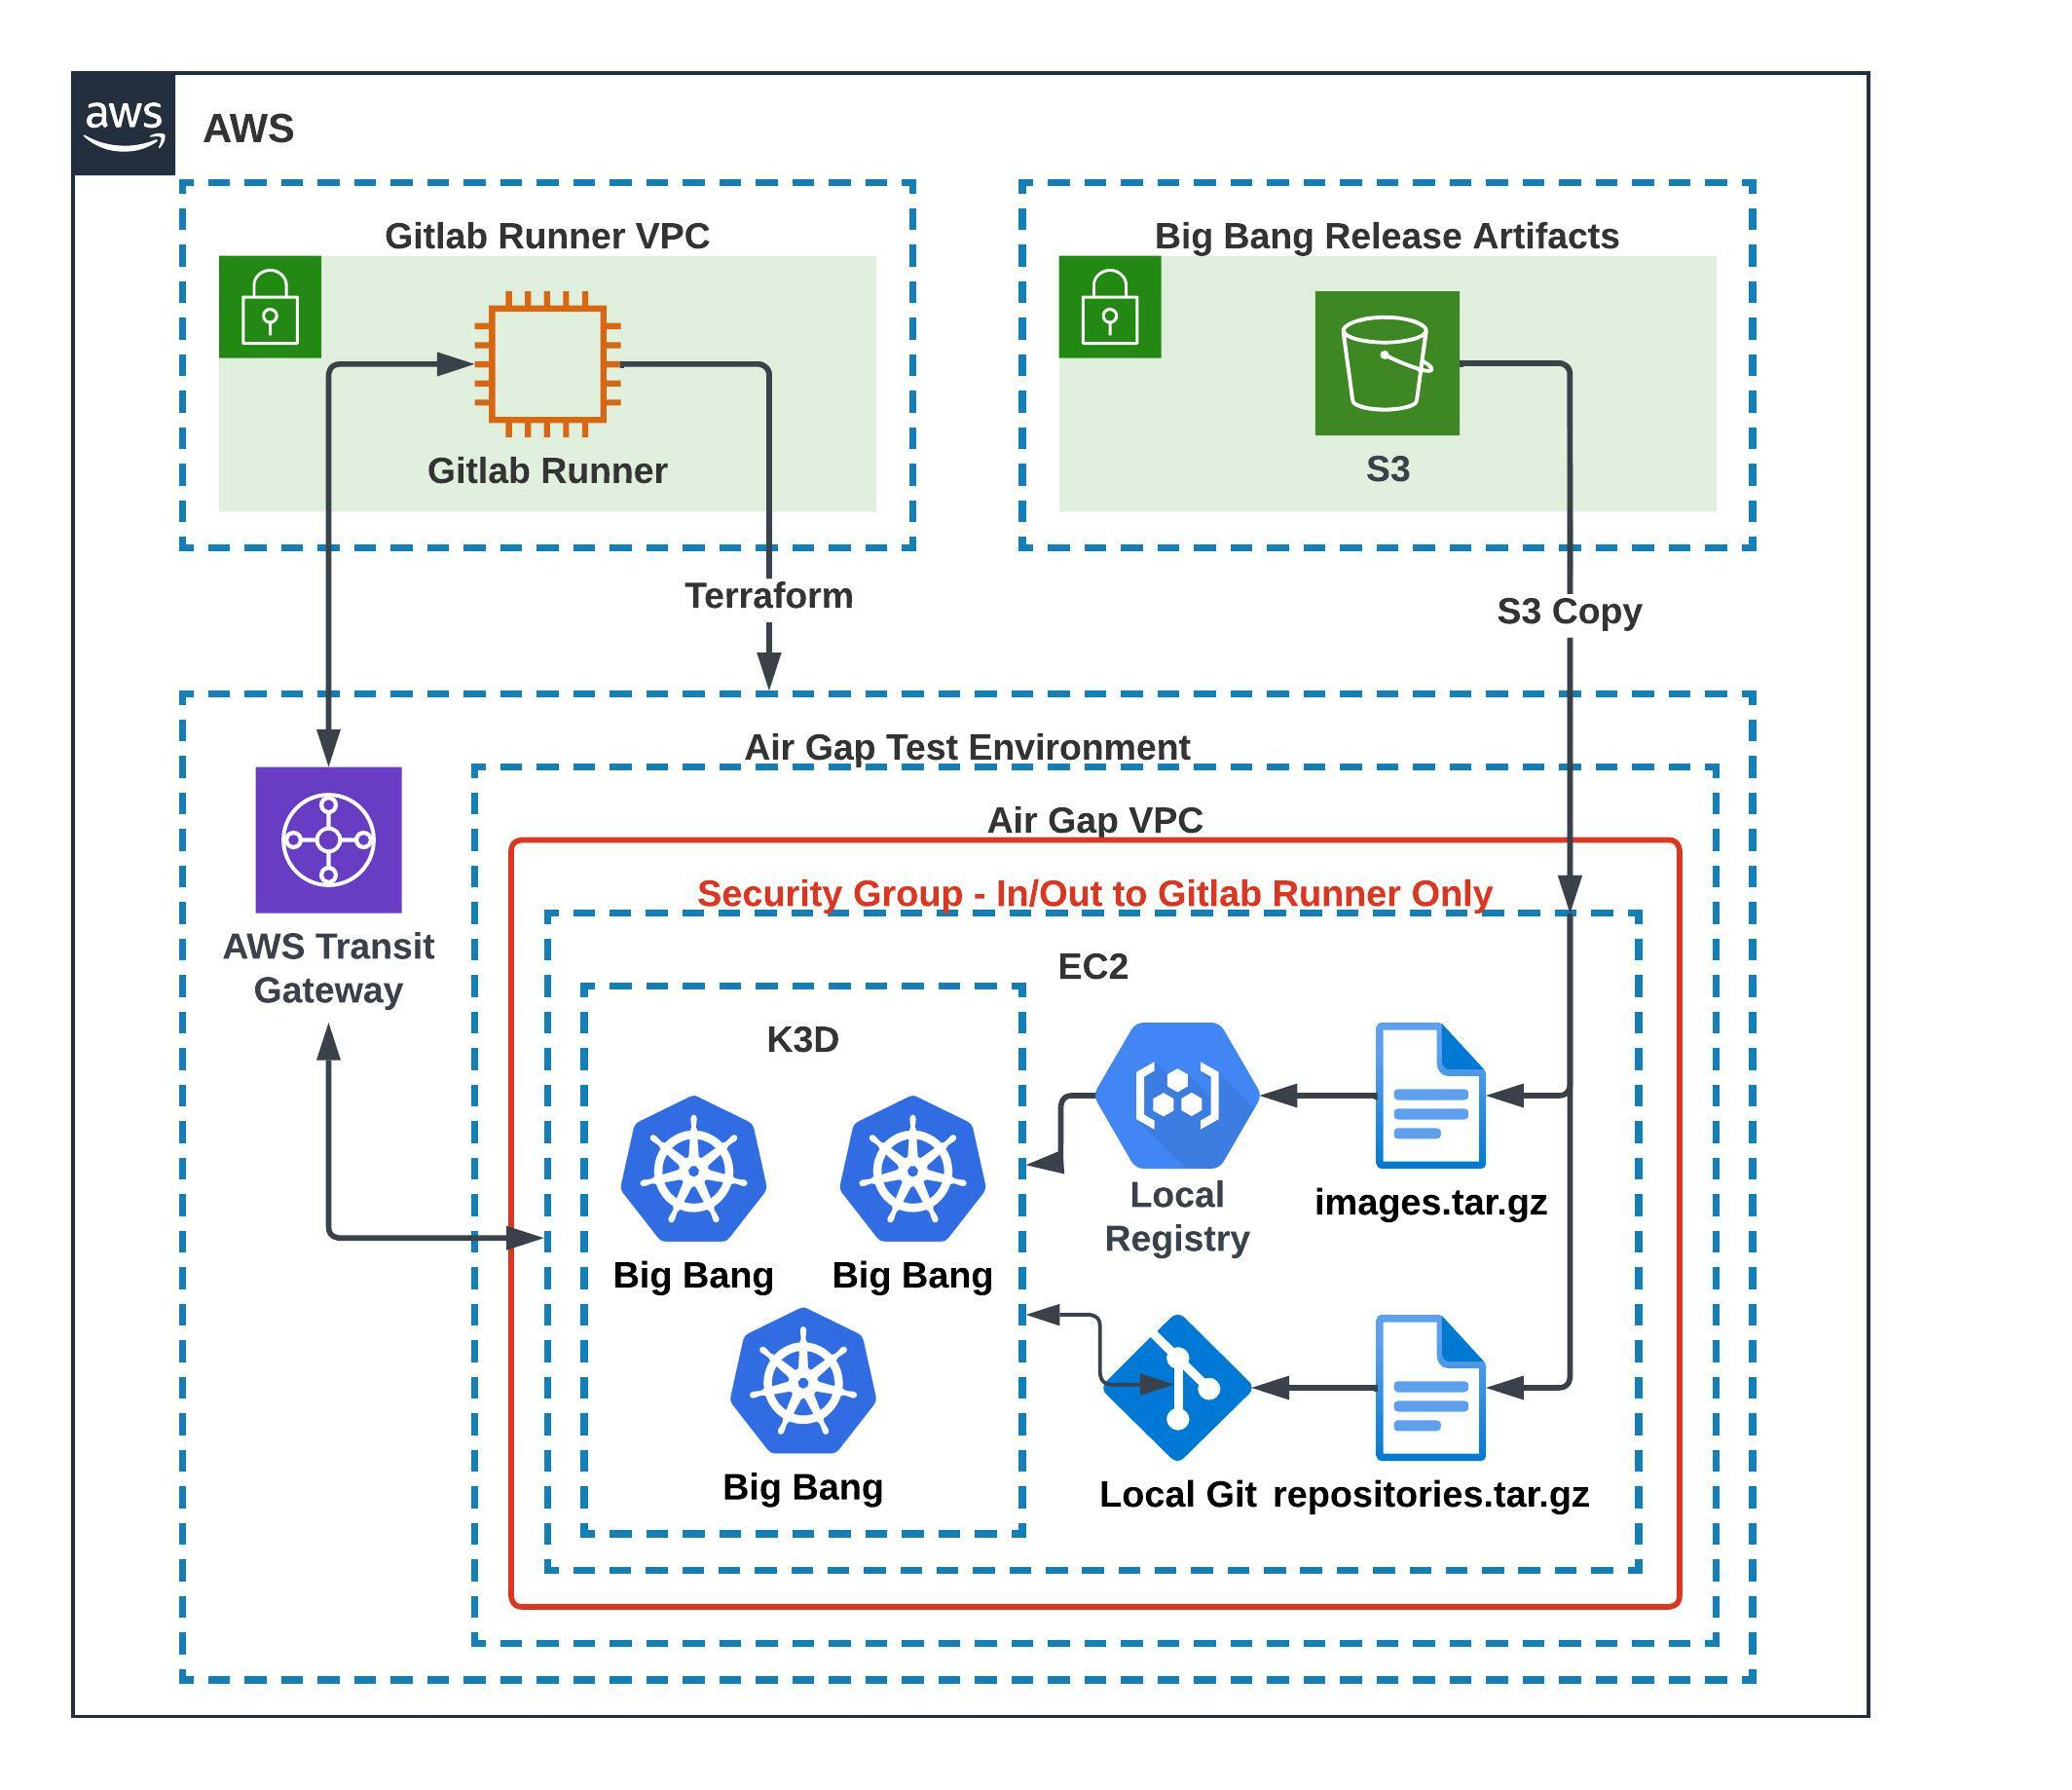 aws
AWS
Gitlab Runner VPC
Big Bang Release Artifacts
Gitlab Runner
S3
Terraform
S3 Copy
Air Gap Test Environment
Air Gap VPC
Security Group - In/Out to Gitlab Runner Only
AWS Transit
Gateway
EC2
K3D
Big Bang
Big Bang
Big Bang
Local
Registry
images.tar.gz
Local Git
repositories.tar.gz